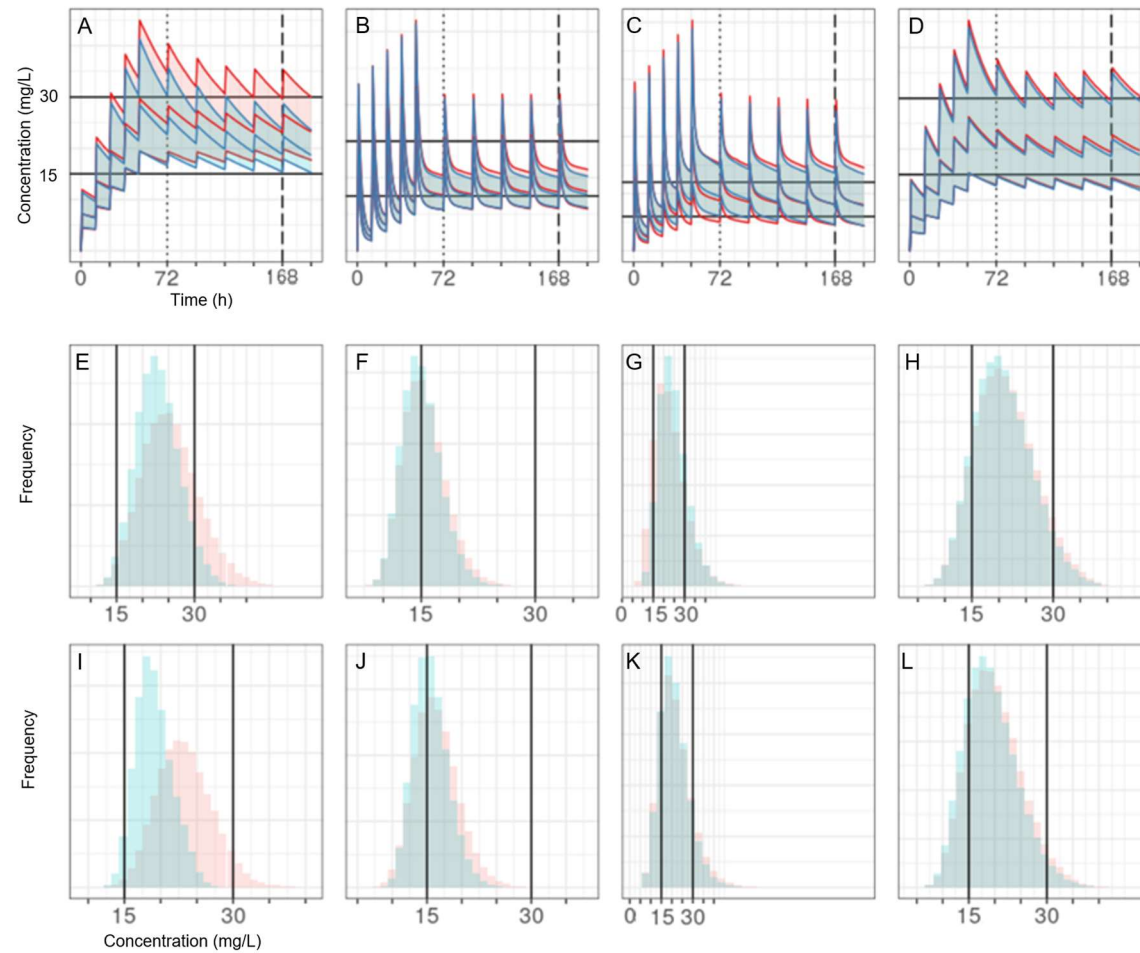 A
B
C
D
Concentration (mg/L)
30
15
0 72 168
0 72 168
0 72 168
0 72 168
Time (h)
E
F
G
H
Frequency
15 30
15 30
0 15 30
15 30
I
J
K
L
Frequency
15 30
15 30
0 15 30
15 30
Concentration (mg/L)